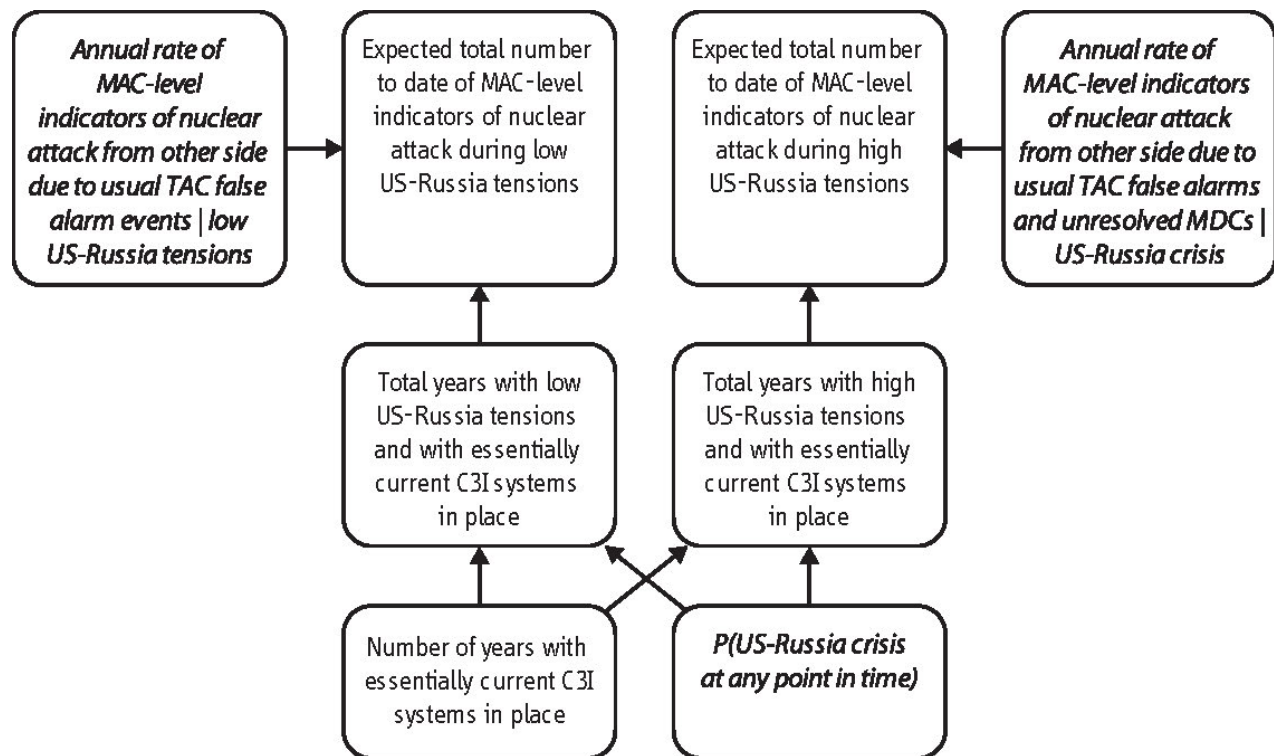 Annual rate of
MAC-level
indicators of nuclear
attack from other side
due to usual TAC false
alarm events | low
US-Russia tensions
Expected total number
to date of MAC-level
indicators of nuclear
attack during low
US-Russia tensions
Expected total number
to date of MAC-level
indicators of nuclear
attack during high
US-Russia tensions
Annual rate of
MAC-level indicators
of nuclear attack
from other side due to
usual TAC false alarms
and unresolved MDCs |
US-Russia crisis
Total years with low
US-Russia tensions
and with essentially
current C3I systems
in place
Total years with high
US-Russia tensions
and with essentially
current C3I systems
in place
Number of years with
essentially current C3I
systems in place
P(US-Russia crisis
at any point in time)